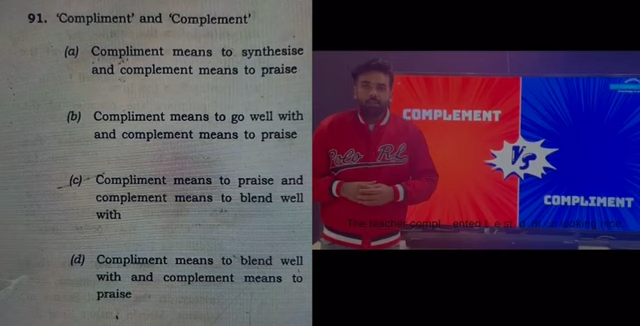 91. 'Compliment' and 'Complement'
(a) Compliment means to synthesise
and complement means to praise
(b) Compliment means to go well with
and complement means to praise
(c) Compliment means to praise and
complement means to blend well
with
(d) Compliment means to blend well
with and complement means to
praise
COMPLEMENT
VS
COMPLIMENT
Polo
The teacher